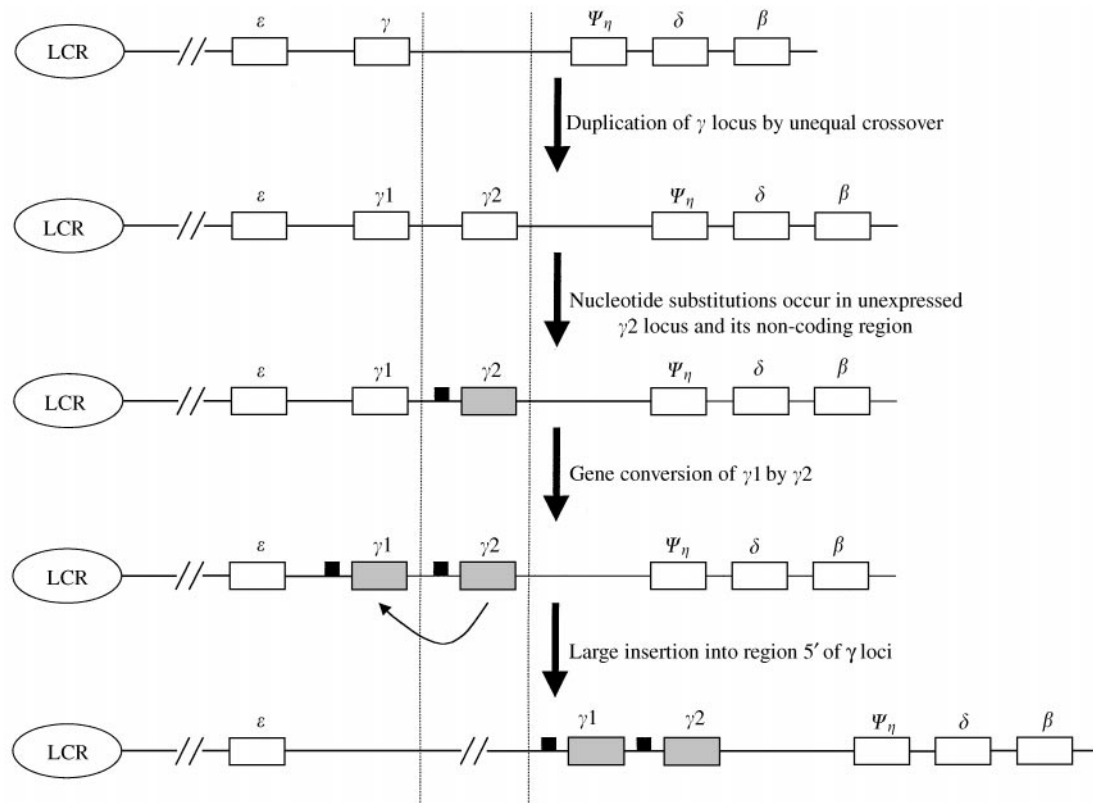 ε γ Ψη δ β
LCR
Duplication of γ locus by unequal crossover
ε γ1 γ2 Ψη δ β
LCR
Nucleotide substitutions occur in unexpressed
γ2 locus and its non-coding region
ε γ1 γ2 Ψη δ β
LCR
Gene conversion of γ1 by γ2
ε γ1 γ2 Ψη δ β
LCR
Large insertion into region 5′ of γ loci
ε γ1 γ2 Ψη δ β
LCR